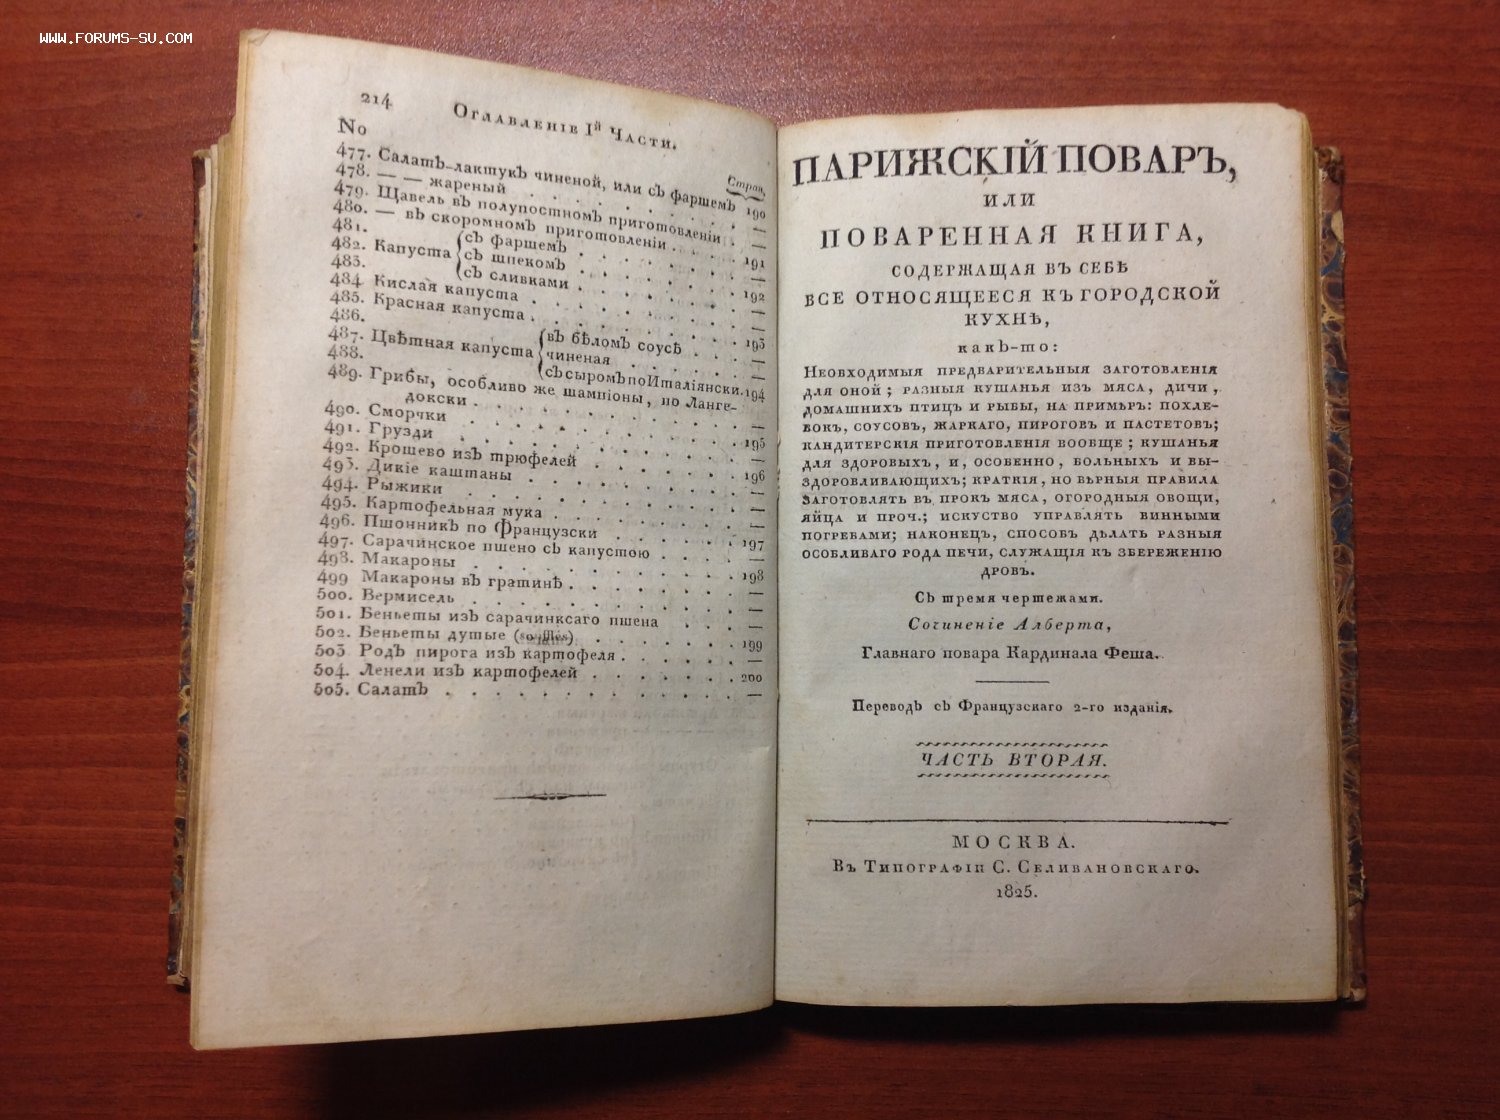 WWW.FORUMS-SU.COM
214
Оглавленіе Iй Части.
No
Стран.
477. Салатъ-лактукъ чиненой, или съ фаршемъ 190
478. — — жареный . . . . . . . . —
479. Щавель въ полупостномъ приготовленіи . —
480. — въ скоромномъ приготовленіи . . . . 191
481. съ фаршемъ . . . . . . —
482. Капуста съ шпекомъ . . . . . . 192
483. съ сливками . . . . . . —
484. Кислая капуста . . . . . . . . —
485. Красная капуста . . . . . . . . 193
486. въ бѣломъ соусѣ . . . —
487. Цвѣтная капуста чиненая . . . . . —
488. съ сыромъ по Италіянски. 194
489. Грибы, особливо же шампіоны, по Ланге-
докски . . . . . . . . . —
490. Сморчки . . . . . . . . . 195
491. Грузди . . . . . . . . . —
492. Крошево изъ трюфелей . . . . . . 196
493. Дикіе каштаны . . . . . . . . —
494. Рыжики . . . . . . . . . —
495. Картофельная мука . . . . . . . —
496. Пшонникъ по Французски . . . . . 197
497. Сарачинское пшено съ капустою . . . . —
498. Макароны . . . . . . . . . 198
499 Макароны въ гратинѣ . . . . . . —
500. Вермисель . . . . . . . . . —
501. Беньеты изъ сарачинксаго пшена . . . —
502. Беньеты дутые (soufflés) . . . . . 199
503 Родъ пирога изъ картофеля . . . . . —
504. Ленели изъ картофелей . . . . . . 200
505. Салатъ . . . . . . . . . . —
ПАРИЖСКІЙ ПОВАРЪ,
ИЛИ
ПОВАРЕННАЯ КНИГА,
СОДЕРЖАЩАЯ ВЪ СЕБѢ
ВСЕ ОТНОСЯЩЕЕСЯ КЪ ГОРОДСКОЙ
КУХНѢ,
какъ-то:
Необходимыя предварительныя заготовленія
для оной; разныя кушанья изъ мяса, дичи,
домашнихъ птицъ и рыбы, на примѣръ: похле-
бокъ, соусовъ, жаркаго, пироговъ и пастетовъ;
кандитерскія приготовленія вообще; кушанья
для здоровыхъ, и, особенно, больныхъ и вы-
здоровливающихъ; краткія, но вѣрныя правила
заготовлять въ прокъ мяса, огородныя овощи,
яйца и проч.; искуство управлять винными
погребами; наконецъ, способъ дѣлать разныя
особливаго рода печи, служащія къ збереженію
дровъ.
Съ тремя чертежами.
Сочиненіе Алберта,
Главнаго повара Кардинала Феша.
Переводъ съ Французскаго 2-го изданія.
ЧАСТЬ ВТОРАЯ.
МОСКВА.
Въ Типографіи С. Селивановскаго.
1825.